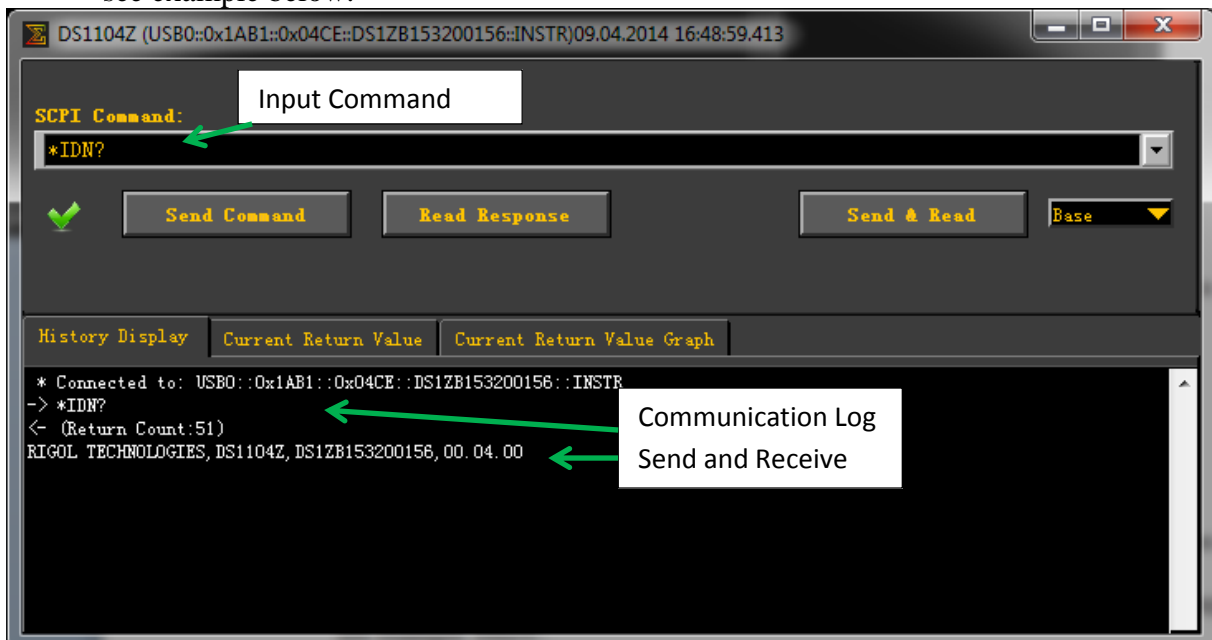 see example below.
DS1104Z (USB0::0x1AB1::0x04CE::DS1ZB153200156::INSTR)09.04.2014 16:48:59.413
Input Command
SCPI Command:
*IDN?
Send Command
Read Response
Send & Read
Base
History Display
Current Return Value
Current Return Value Graph
* Connected to: USB0::0x1AB1::0x04CE::DS1ZB153200156::INSTR
-> *IDN?
<- (Return Count:51)
RIGOL TECHNOLOGIES,DS1104Z,DS1ZB153200156,00.04.00
Communication Log
Send and Receive